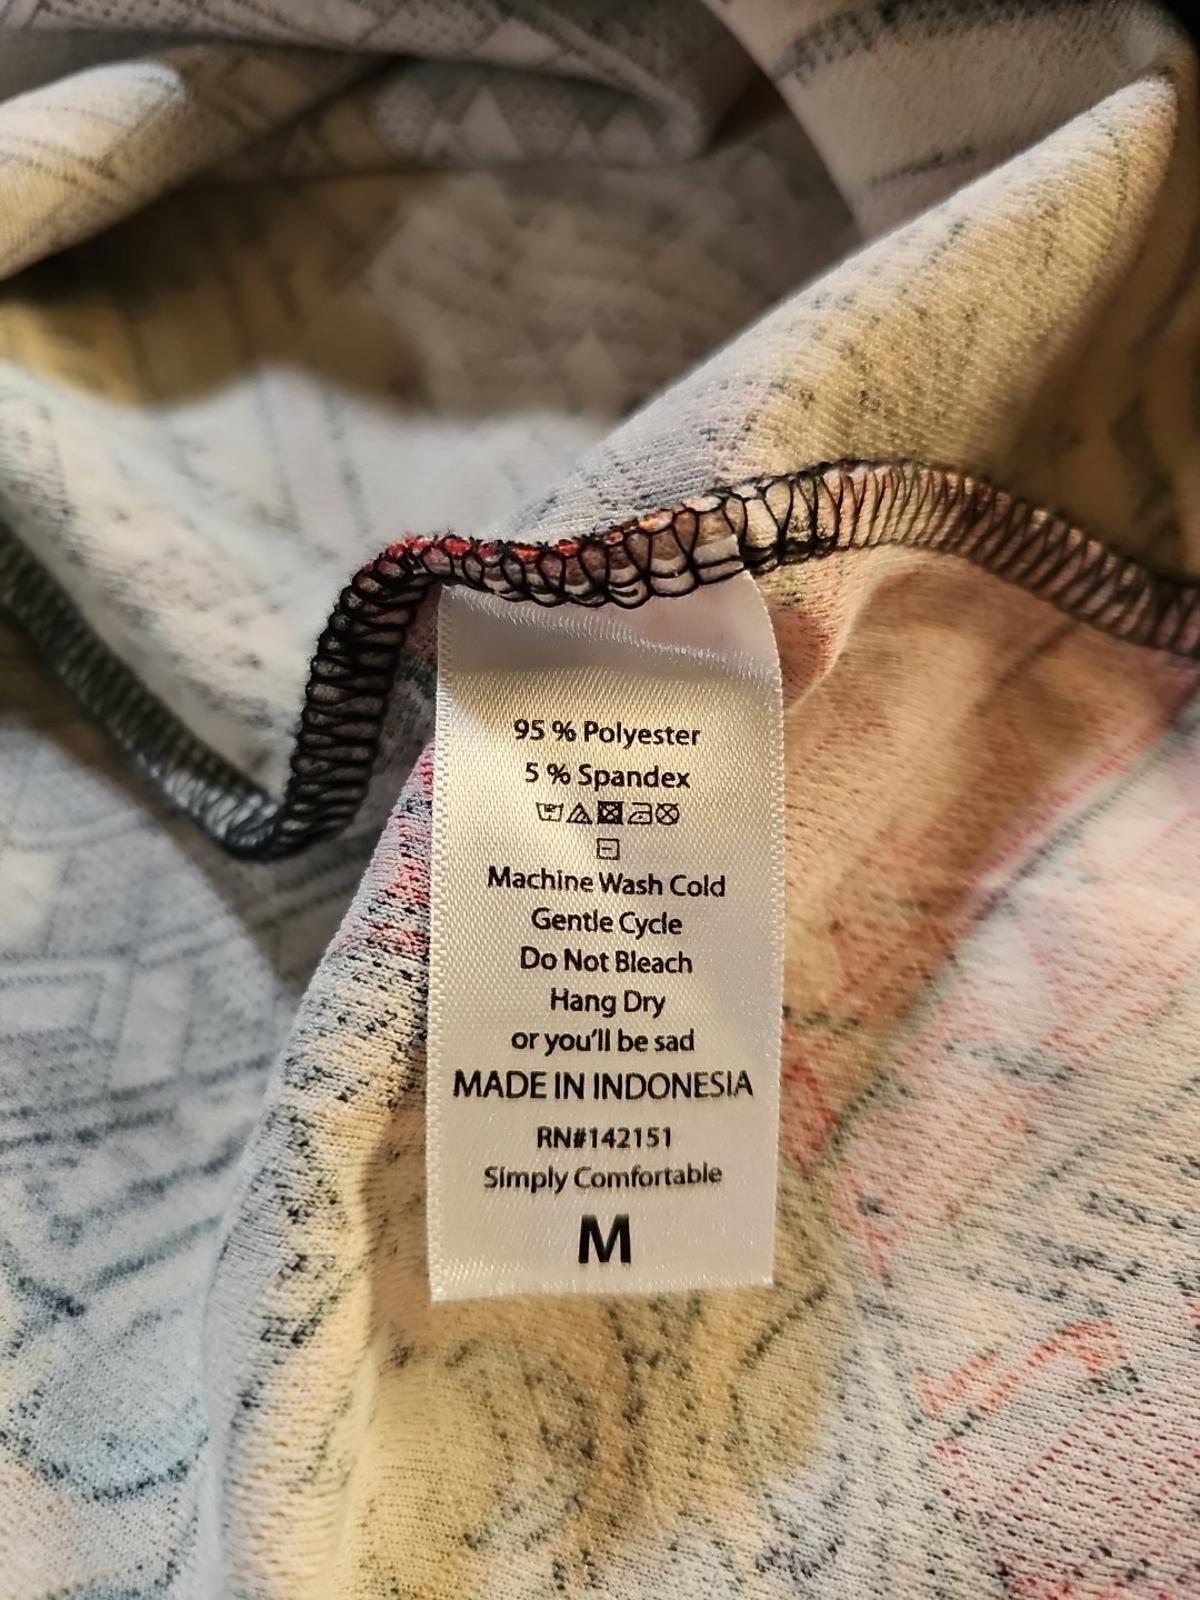 95 % Polyester
5 % Spandex
Machine Wash Cold
Gentle Cycle
Do Not Bleach
Hang Dry
or you'll be sad
MADE IN INDONESIA
RN#142151
Simply Comfortable
M